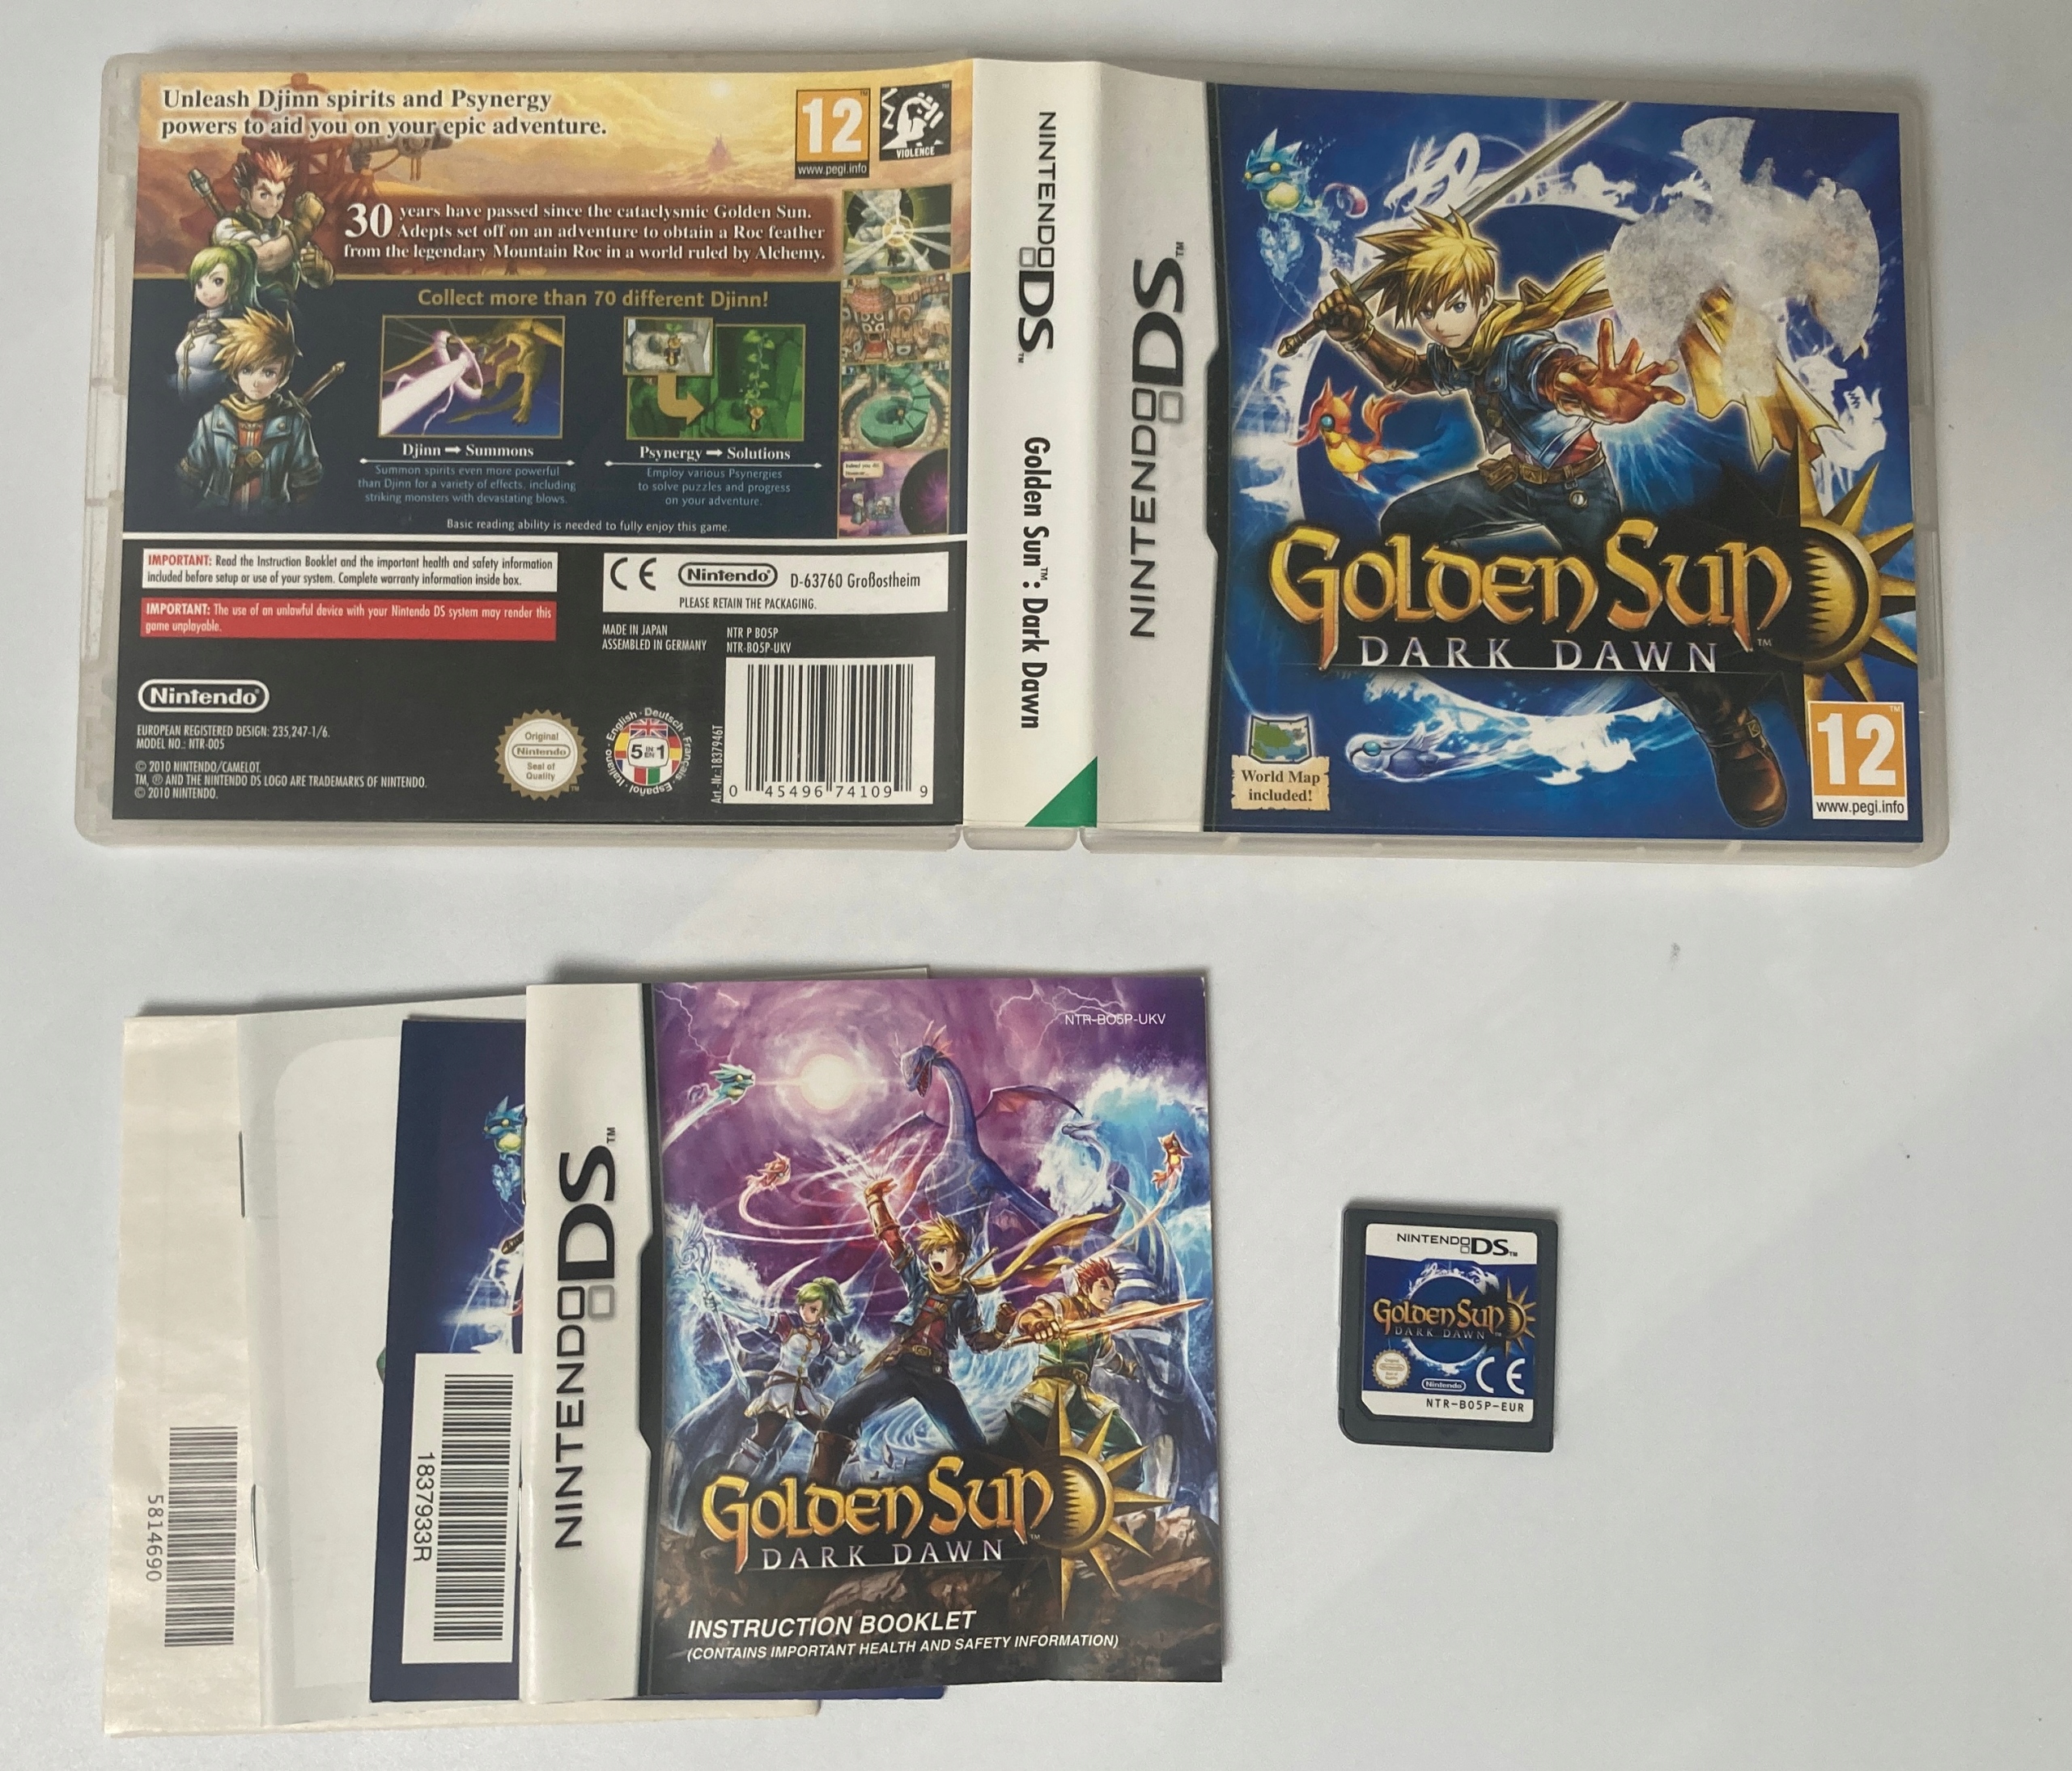 Unleash Djinn spirits and Psynergy
powers to aid you on your epic adventure.
12
www.pegi.info
VIOLENCE
30 years have passed since the cataclysmic Golden Sun.
Adepts set off on an adventure to obtain a Roc feather
from the legendary Mountain Roc in a world ruled by Alchemy.
Collect more than 70 different Djinn!
Djinn ➡ Summons
Summon spirits even more powerful
than Djinn for a variety of effects, including
striking monsters with devastating blows.
Psynergy ➡ Solutions
Employ various Psynergies
to solve puzzles and progress
on your adventure.
Basic reading ability is needed to fully enjoy this game.
IMPORTANT: Read the Instruction Booklet and the important health and safety information
included before setup or use of your system. Complete warranty information inside box.
IMPORTANT: The use of an unlawful device with your Nintendo DS system may render this
game unplayable.
CE Nintendo D-63760 Großostheim
PLEASE RETAIN THE PACKAGING.
MADE IN JAPAN
ASSEMBLED IN GERMANY
NTR P BO5P
NTR-BO5P-UKV
Nintendo
EUROPEAN REGISTERED DESIGN: 235,247-1/6.
MODEL NO.: NTR-005
© 2010 NINTENDO/CAMELOT.
TM, ® AND THE NINTENDO DS LOGO ARE TRADEMARKS OF NINTENDO.
© 2010 NINTENDO.
Original
Nintendo
Seal of
Quality
English · Deutsch · Français · Español · Italiano
5 IN EN 1
Art.-Nr.:1837946T
0 45496 74109 9
NINTENDO DS™
Golden Sun™: Dark Dawn
NINTENDO DS™
GOLDEN SUN
DARK DAWN™
World Map
included!
12
www.pegi.info
5814690
1837933R
NINTENDO DS™
NTR-BO5P-UKV
GOLDEN SUN™
DARK DAWN
INSTRUCTION BOOKLET
(CONTAINS IMPORTANT HEALTH AND SAFETY INFORMATION)
NINTENDO DS™
GOLDEN SUN
DARK DAWN™
Nintendo CE
NTR-BO5P-EUR